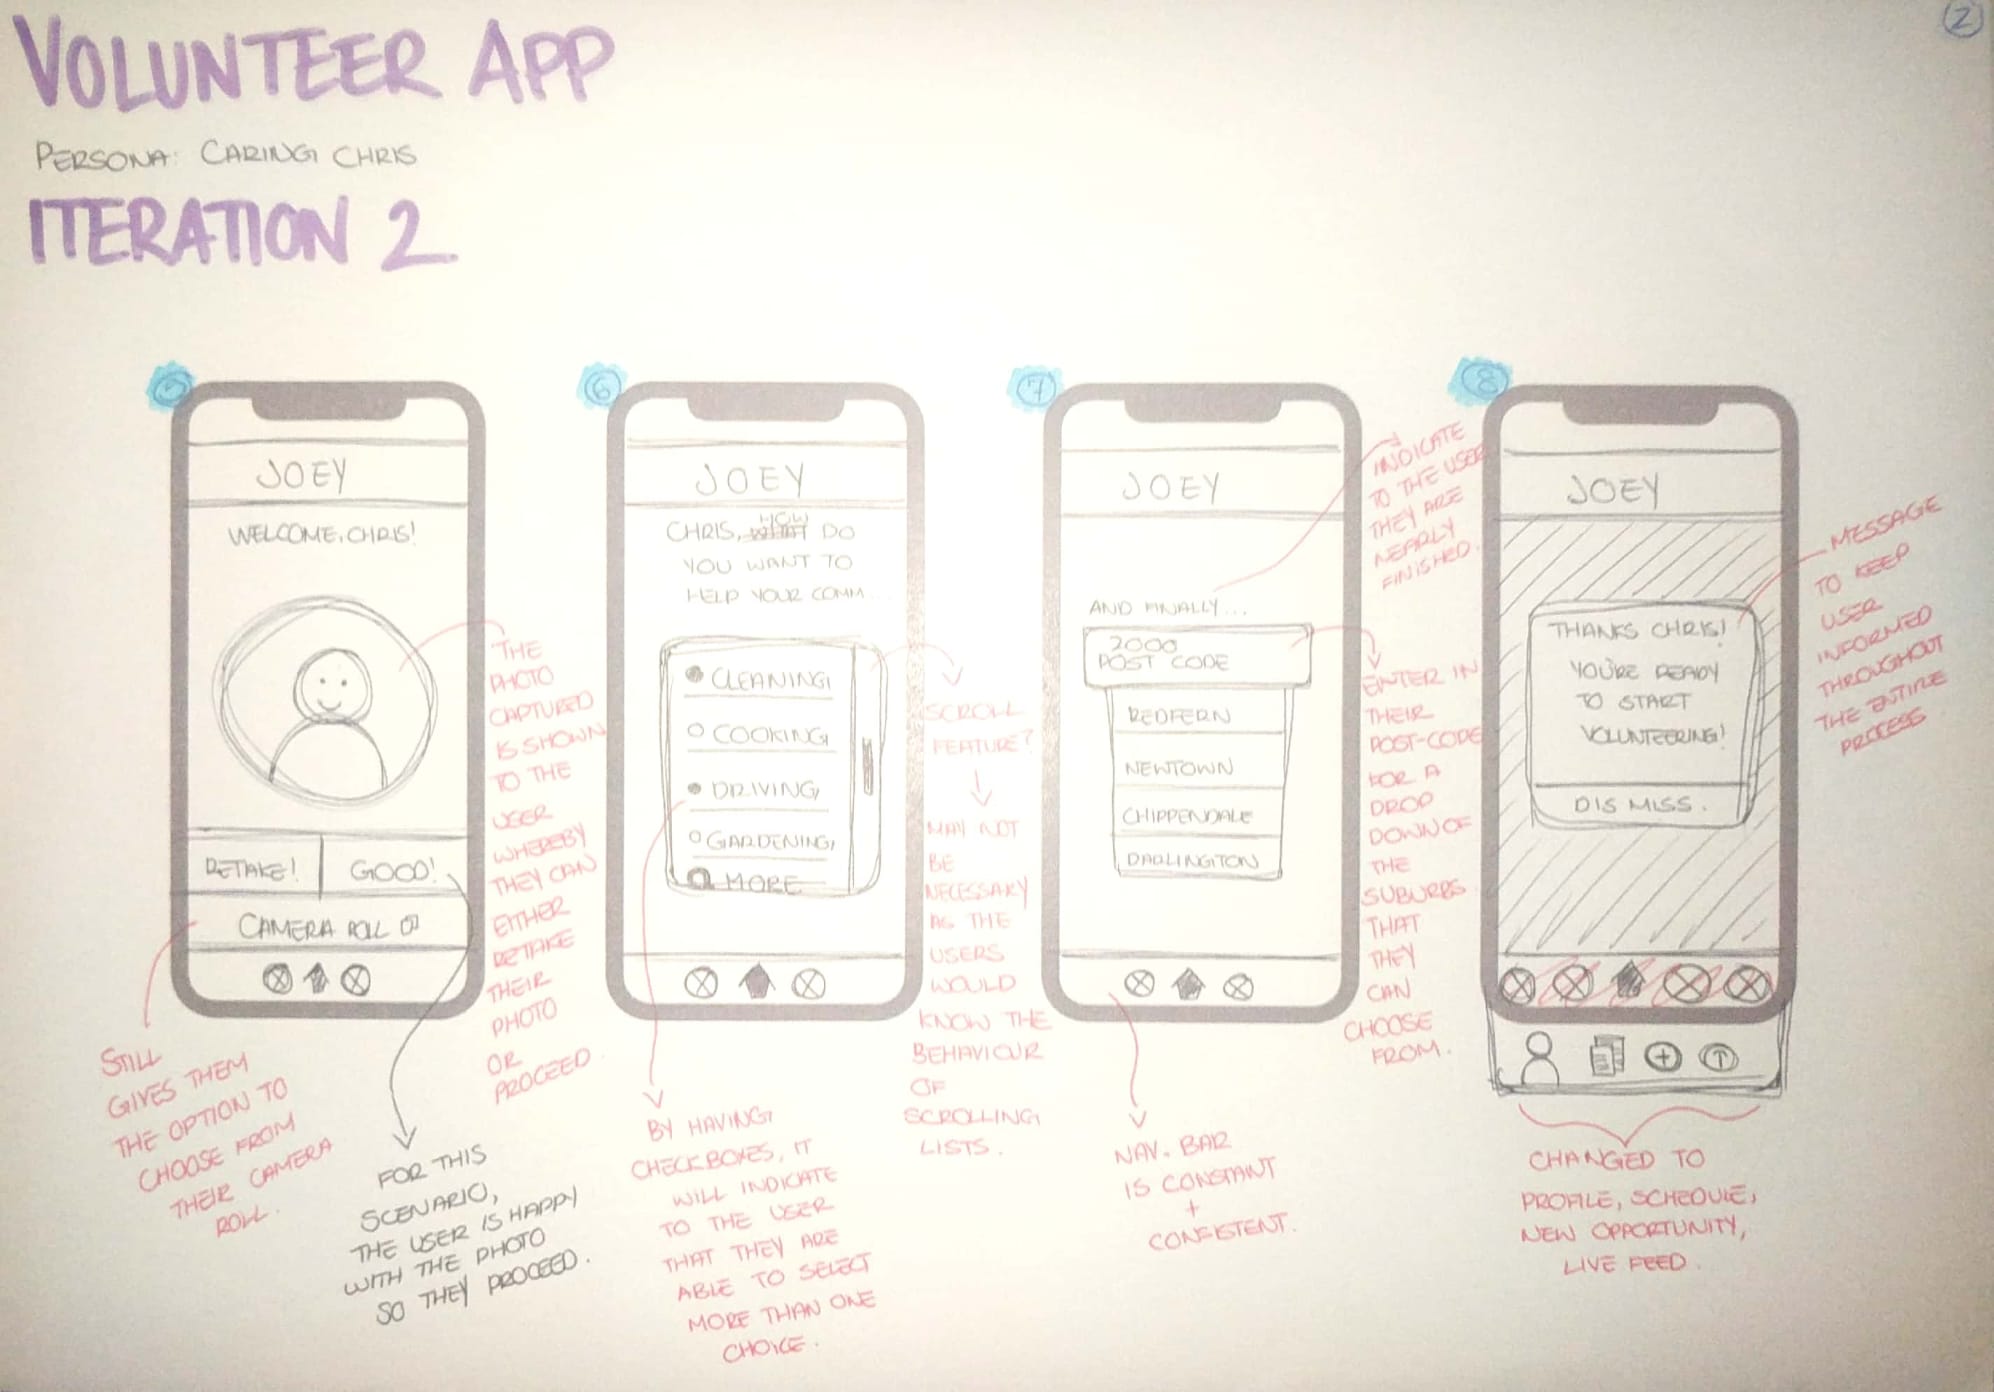 2
VOLUNTEER APP
PERSONA: CARING CHRIS
ITERATION 2
5
JOEY
WELCOME, CHRIS!
RETAKE!
GOOD!
CAMERA ROLL
THE
PHOTO
CAPTURED
IS SHOWN
TO THE
USER
WHEREBY
THEY CAN
EITHER
RETAKE
THEIR
PHOTO
OR
PROCEED.
STILL
GIVES THEM
THE OPTION TO
CHOOSE FROM
THEIR CAMERA
ROLL.
FOR THIS
SCENARIO,
THE USER IS HAPPY
WITH THE PHOTO
SO THEY PROCEED.
6
JOEY
HOW
CHRIS, WHAT DO
YOU WANT TO
HELP YOUR COMM...
CLEANING
COOKING
DRIVING
GARDENING
MORE
SCROLL
FEATURE?
MAY NOT
BE
NECESSARY
AS THE
USERS
WOULD
KNOW THE
BEHAVIOUR
OF
SCROLLING
LISTS.
BY HAVING
CHECKBOXES, IT
WILL INDICATE
TO THE USER
THAT THEY ARE
ABLE TO SELECT
MORE THAN ONE
CHOICE.
7
JOEY
AND FINALLY...
2000
POST CODE
REDFERN
NEWTOWN
CHIPPENDALE
DARLINGTON
INDICATE
TO THE USER
THEY ARE
NEARLY
FINISHED.
ENTER IN
THEIR
POST-CODE
FOR A
DROP
DOWN OF
THE
SUBURBS
THAT
THEY
CAN
CHOOSE
FROM.
NAV. BAR
IS CONSTANT
+
CONSISTENT.
8
JOEY
THANKS CHRIS!
YOU'RE READY
TO START
VOLUNTEERING!
DISMISS.
MESSAGE
TO KEEP
USER
INFORMED
THROUGHOUT
THE ENTIRE
PROCESS
CHANGED TO
PROFILE, SCHEDULE,
NEW OPPORTUNITY,
LIVE FEED.